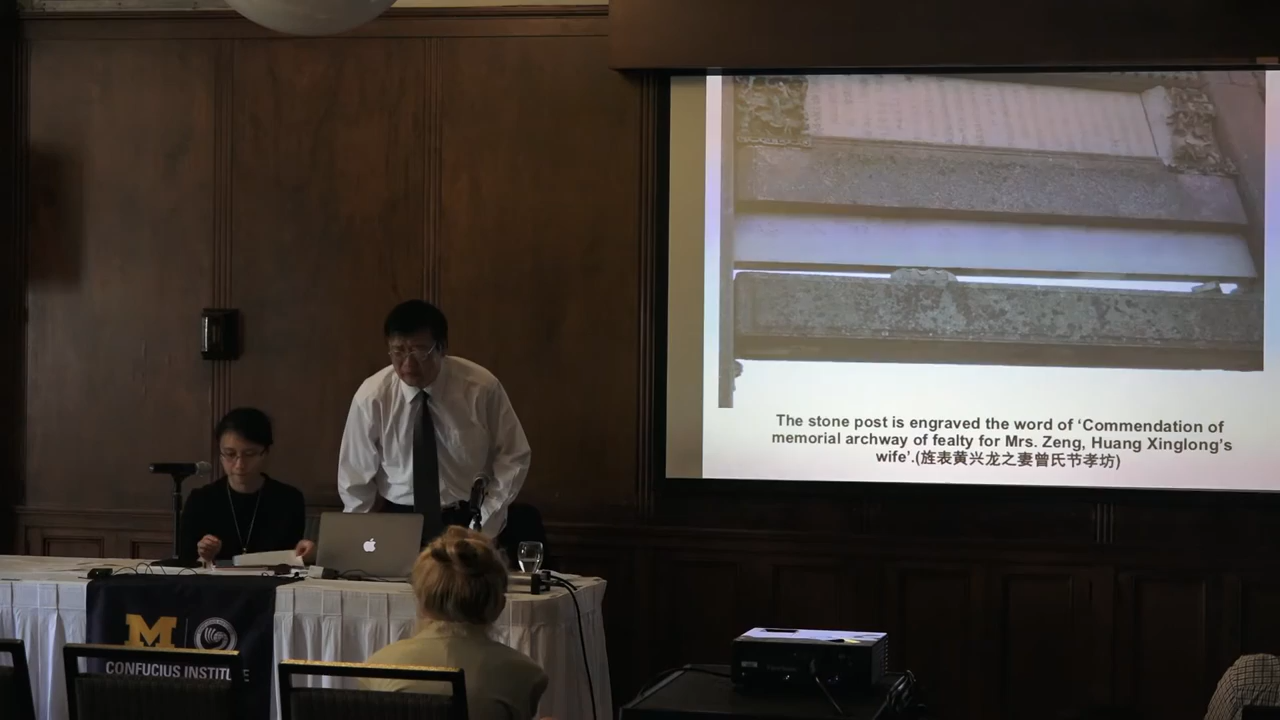 The stone post is engraved the word of ‘Commendation of
memorial archway of fealty for Mrs. Zeng, Huang Xinglong’s
wife’.(旌表黄兴龙之妻曾氏节孝坊)
M
CONFUCIUS INSTITUTE